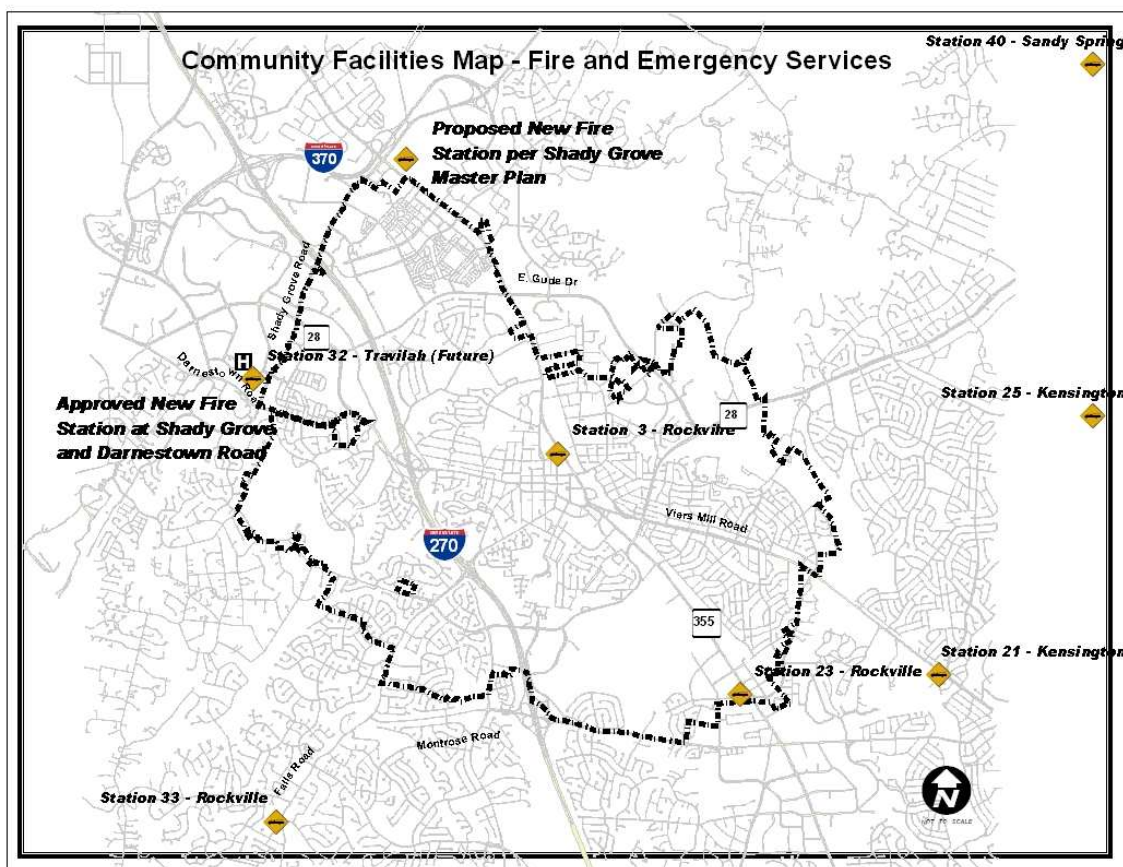 Station 40 - Sandy Spring
Community Facilities Map - Fire and Emergency Services
Proposed New Fire
Station per Shady Grove
Master Plan
370
Shady Grove Road
E. Gude Dr
28
H
Station 32 - Travilah (Future)
Darnestown Road
Approved New Fire
Station at Shady Grove
and Darnestown Road
28
Station 25 - Kensington
Station 3 - Rockville
Viers Mill Road
270
355
Station 21 - Kensington
Station 23 - Rockville
Montrose Road
Falls Road
Station 33 - Rockville
N
NOT TO SCALE